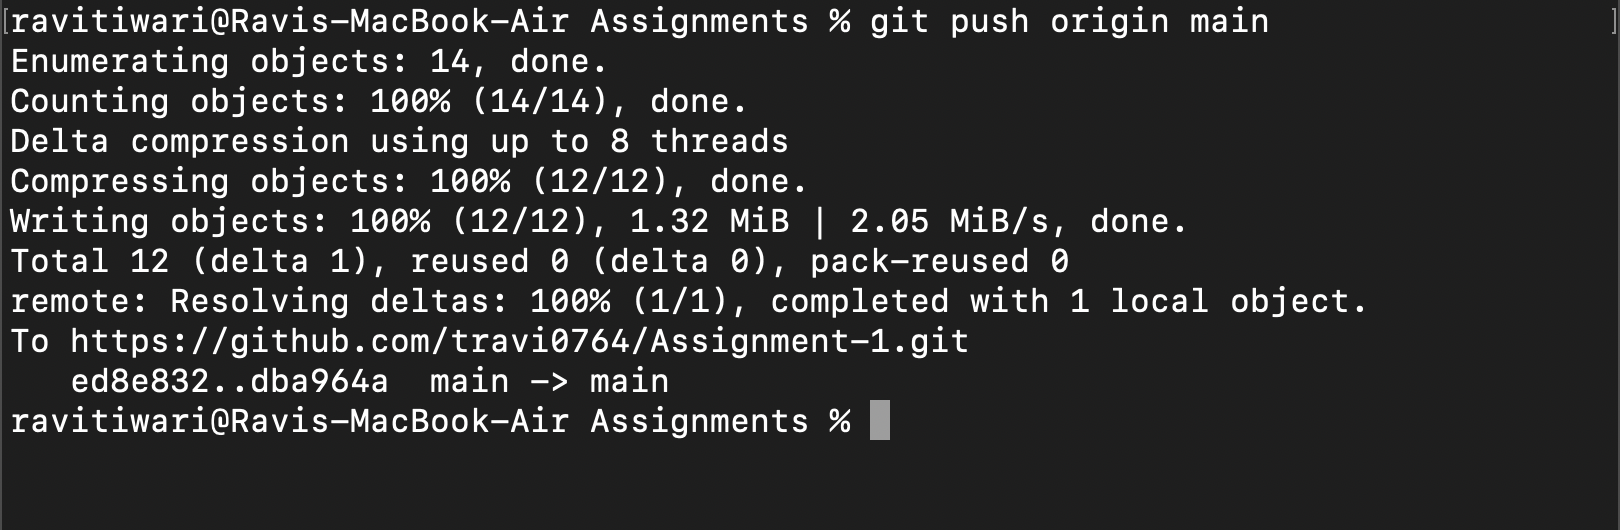 [ravitiwari@Ravis-MacBook-Air Assignments % git push origin main ]
Enumerating objects: 14, done.
Counting objects: 100% (14/14), done.
Delta compression using up to 8 threads
Compressing objects: 100% (12/12), done.
Writing objects: 100% (12/12), 1.32 MiB | 2.05 MiB/s, done.
Total 12 (delta 1), reused 0 (delta 0), pack-reused 0
remote: Resolving deltas: 100% (1/1), completed with 1 local object.
To https://github.com/travi0764/Assignment-1.git
   ed8e832..dba964a  main -> main
ravitiwari@Ravis-MacBook-Air Assignments %